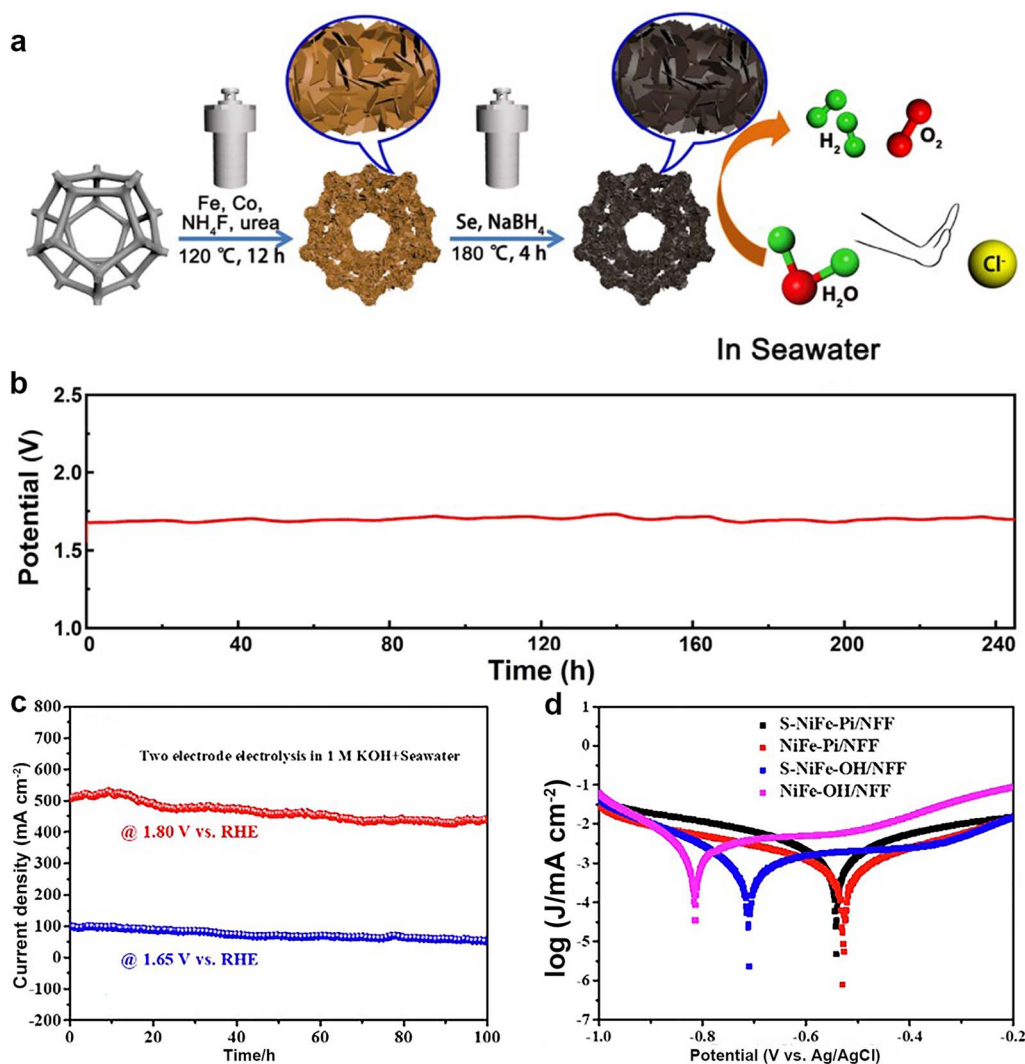 a
Fe, Co,
NH₄F, urea
120 ℃, 12 h
Se, NaBH₄
180 ℃, 4 h
H₂
O₂
H₂O
Cl⁻
In Seawater
b
Potential (V)
2.5
2.0
1.5
1.0
0
40
80
120
160
200
240
Time (h)
c
Current density (mA cm⁻²)
800
700
600
500
400
300
200
100
0
-100
-200
Two electrode electrolysis in 1 M KOH+Seawater
@ 1.80 V vs. RHE
@ 1.65 V vs. RHE
0
20
40
60
80
100
Time/h
d
log (J/mA cm⁻²)
1
0
-1
-2
-3
-4
-5
-6
-7
S-NiFe-Pi/NFF
NiFe-Pi/NFF
S-NiFe-OH/NFF
NiFe-OH/NFF
-1.0
-0.8
-0.6
-0.4
-0.2
Potential (V vs. Ag/AgCl)